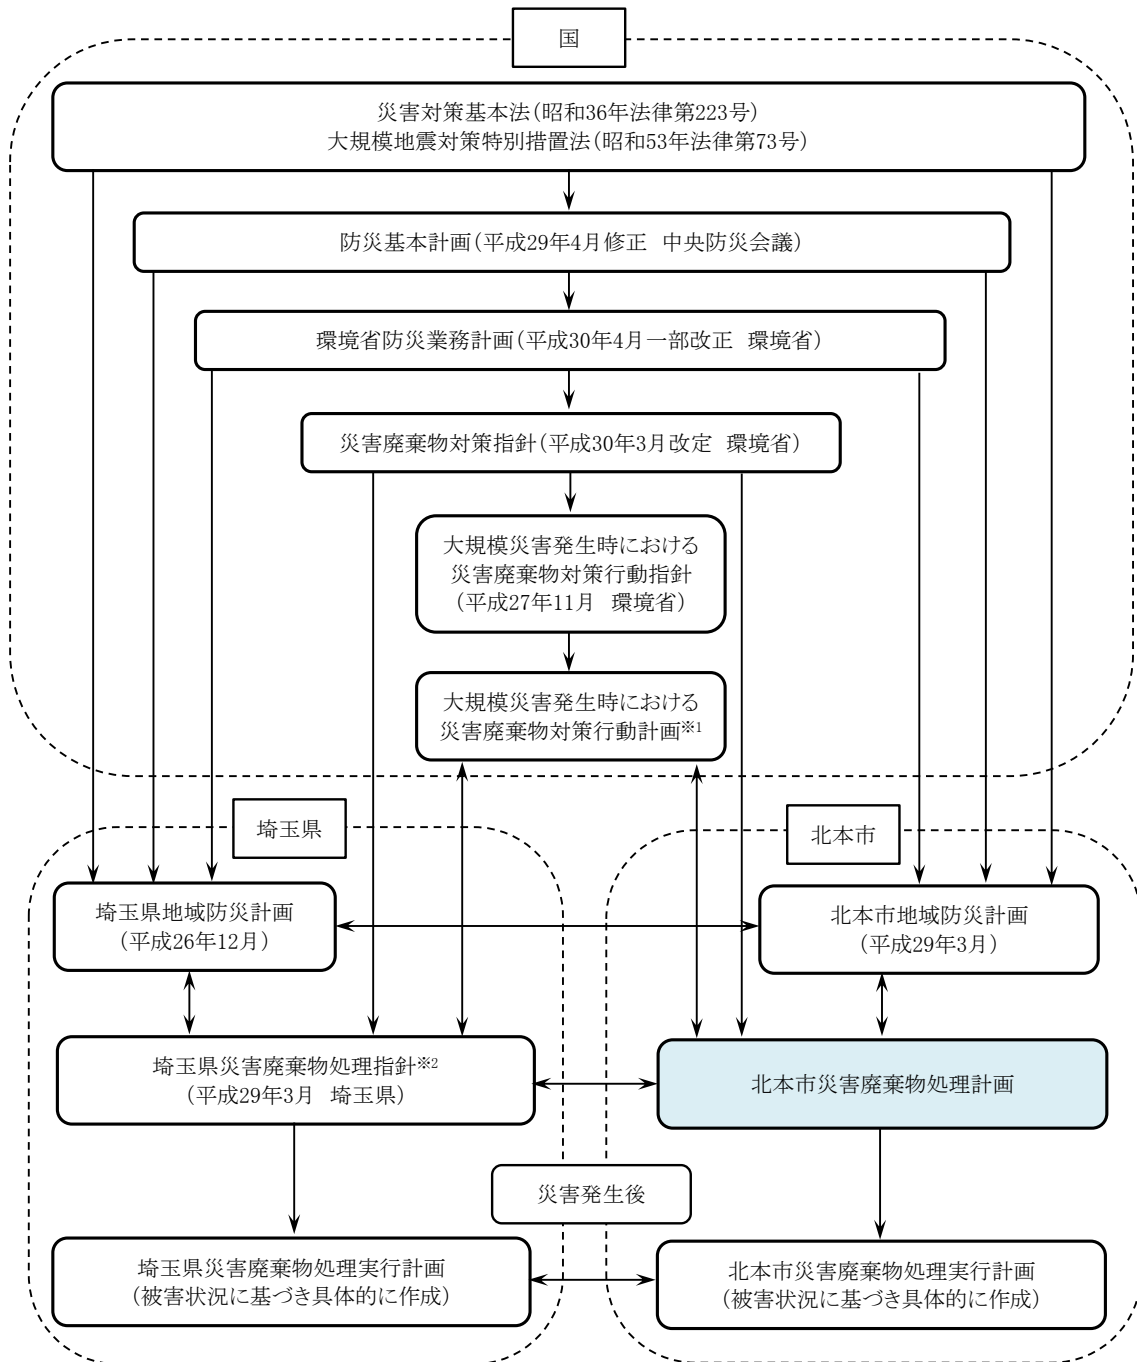 国
災害対策基本法(昭和36年法律第223号)
大規模地震対策特別措置法(昭和53年法律第73号)
防災基本計画(平成29年4月修正 中央防災会議)
環境省防災業務計画(平成30年4月一部改正 環境省)
災害廃棄物対策指針(平成30年3月改定 環境省)
大規模災害発生時における
災害廃棄物対策行動指針
(平成27年11月 環境省)
大規模災害発生時における
災害廃棄物対策行動計画※1
埼玉県
北本市
埼玉県地域防災計画
(平成26年12月)
北本市地域防災計画
(平成29年3月)
埼玉県災害廃棄物処理指針※2
(平成29年3月 埼玉県)
北本市災害廃棄物処理計画
災害発生後
埼玉県災害廃棄物処理実行計画
(被害状況に基づき具体的に作成)
北本市災害廃棄物処理実行計画
(被害状況に基づき具体的に作成)